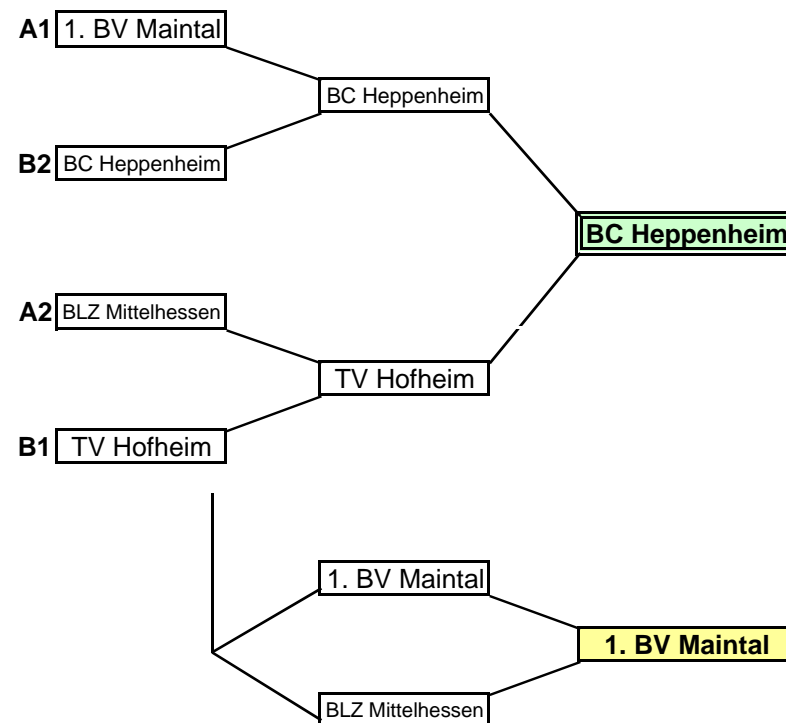 A1 1. BV Maintal
BC Heppenheim
B2 BC Heppenheim
BC Heppenheim
A2 BLZ Mittelhessen
TV Hofheim
B1 TV Hofheim
1. BV Maintal
1. BV Maintal
BLZ Mittelhessen